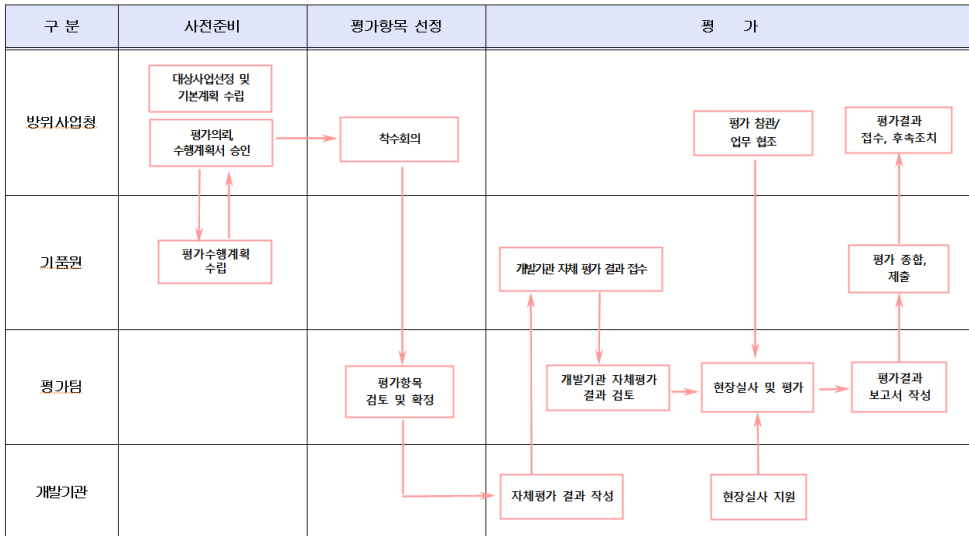 구 분
사전준비
평가항목 선정
평 가
방위사업청
대상사업선정 및
기본계획 수립
평가의뢰,
수행계획서 승인
착수회의
평가 참관/
업무 협조
평가결과
접수, 후속조치
기품원
평가수행계획
수립
개발기관 자체 평가 결과 접수
평가 종합,
제출
평가팀
평가항목
검토 및 확정
개발기관 자체평가
결과 검토
현장실사 및 평가
평가결과
보고서 작성
개발기관
자체평가 결과 작성
현장실사 지원